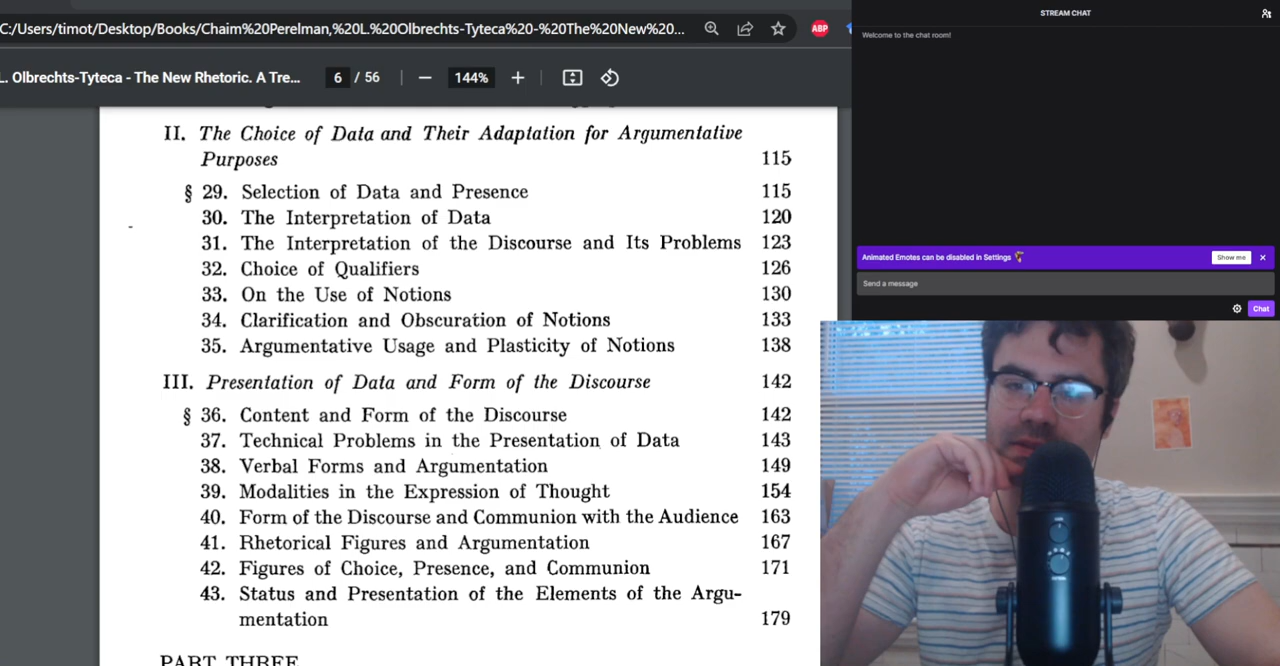 C:/Users/timot/Desktop/Books/Chaim%20Perelman,%20L.%20Olbrechts-Tyteca%20-%20The%20New%20...
ABP
L. Olbrechts-Tyteca - The New Rhetoric. A Tre...
6 / 56
144%
II. The Choice of Data and Their Adaptation for Argumentative
Purposes 115
§ 29. Selection of Data and Presence 115
30. The Interpretation of Data 120
31. The Interpretation of the Discourse and Its Problems 123
32. Choice of Qualifiers 126
33. On the Use of Notions 130
34. Clarification and Obscuration of Notions 133
35. Argumentative Usage and Plasticity of Notions 138
III. Presentation of Data and Form of the Discourse 142
§ 36. Content and Form of the Discourse 142
37. Technical Problems in the Presentation of Data 143
38. Verbal Forms and Argumentation 149
39. Modalities in the Expression of Thought 154
40. Form of the Discourse and Communion with the Audience 163
41. Rhetorical Figures and Argumentation 167
42. Figures of Choice, Presence, and Communion 171
43. Status and Presentation of the Elements of the Argu-
mentation 179
PART THREE
STREAM CHAT
Welcome to the chat room!
Animated Emotes can be disabled in Settings
Show me
Send a message
Chat